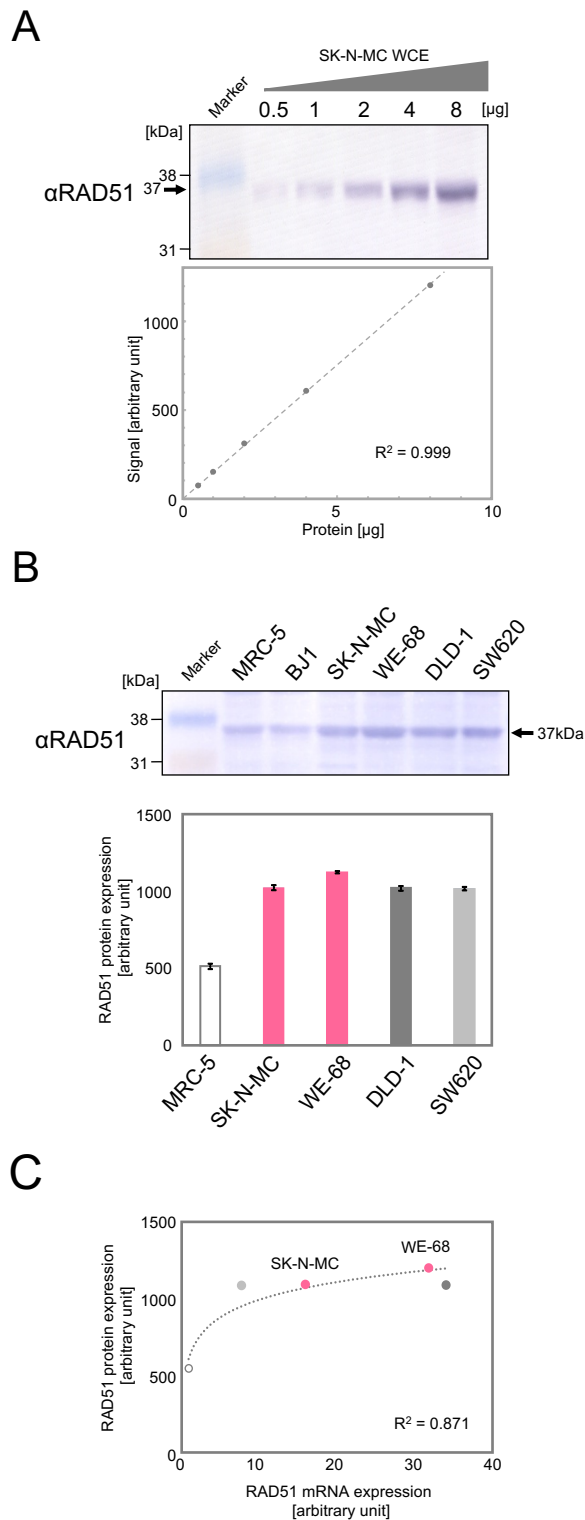 A
SK-N-MC WCE
Marker
0.5 1 2 4 8 [µg]
[kDa]
38
αRAD51 37
31
Signal [arbitrary unit]
1000
500
0
R² = 0.999
0 5 10
Protein [µg]
B
Marker MRC-5 BJ1 SK-N-MC WE-68 DLD-1 SW620
[kDa]
38
αRAD51 37kDa
31
RAD51 protein expression
[arbitrary unit]
1500
1000
500
0
MRC-5 SK-N-MC WE-68 DLD-1 SW620
C
RAD51 protein expression
[arbitrary unit]
1500
WE-68
SK-N-MC
1000
500
R² = 0.871
0
0 10 20 30 40
RAD51 mRNA expression
[arbitrary unit]